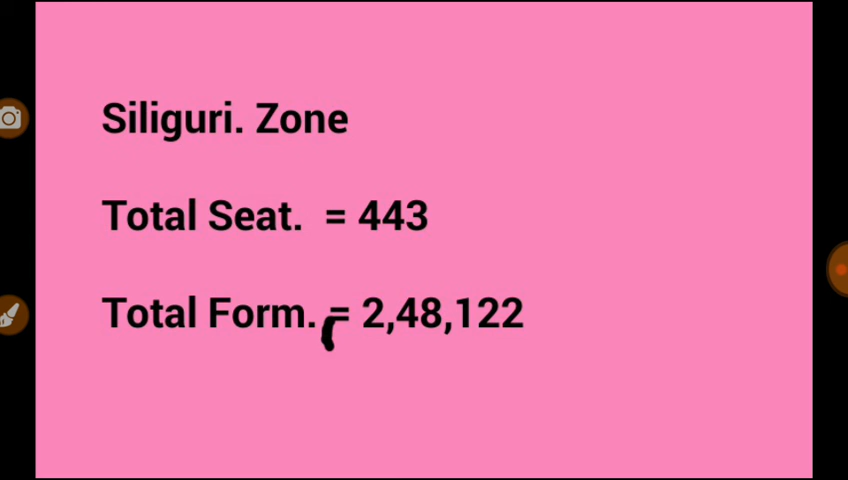 Siliguri. Zone
Total Seat.  = 443
Total Form. = 2,48,122